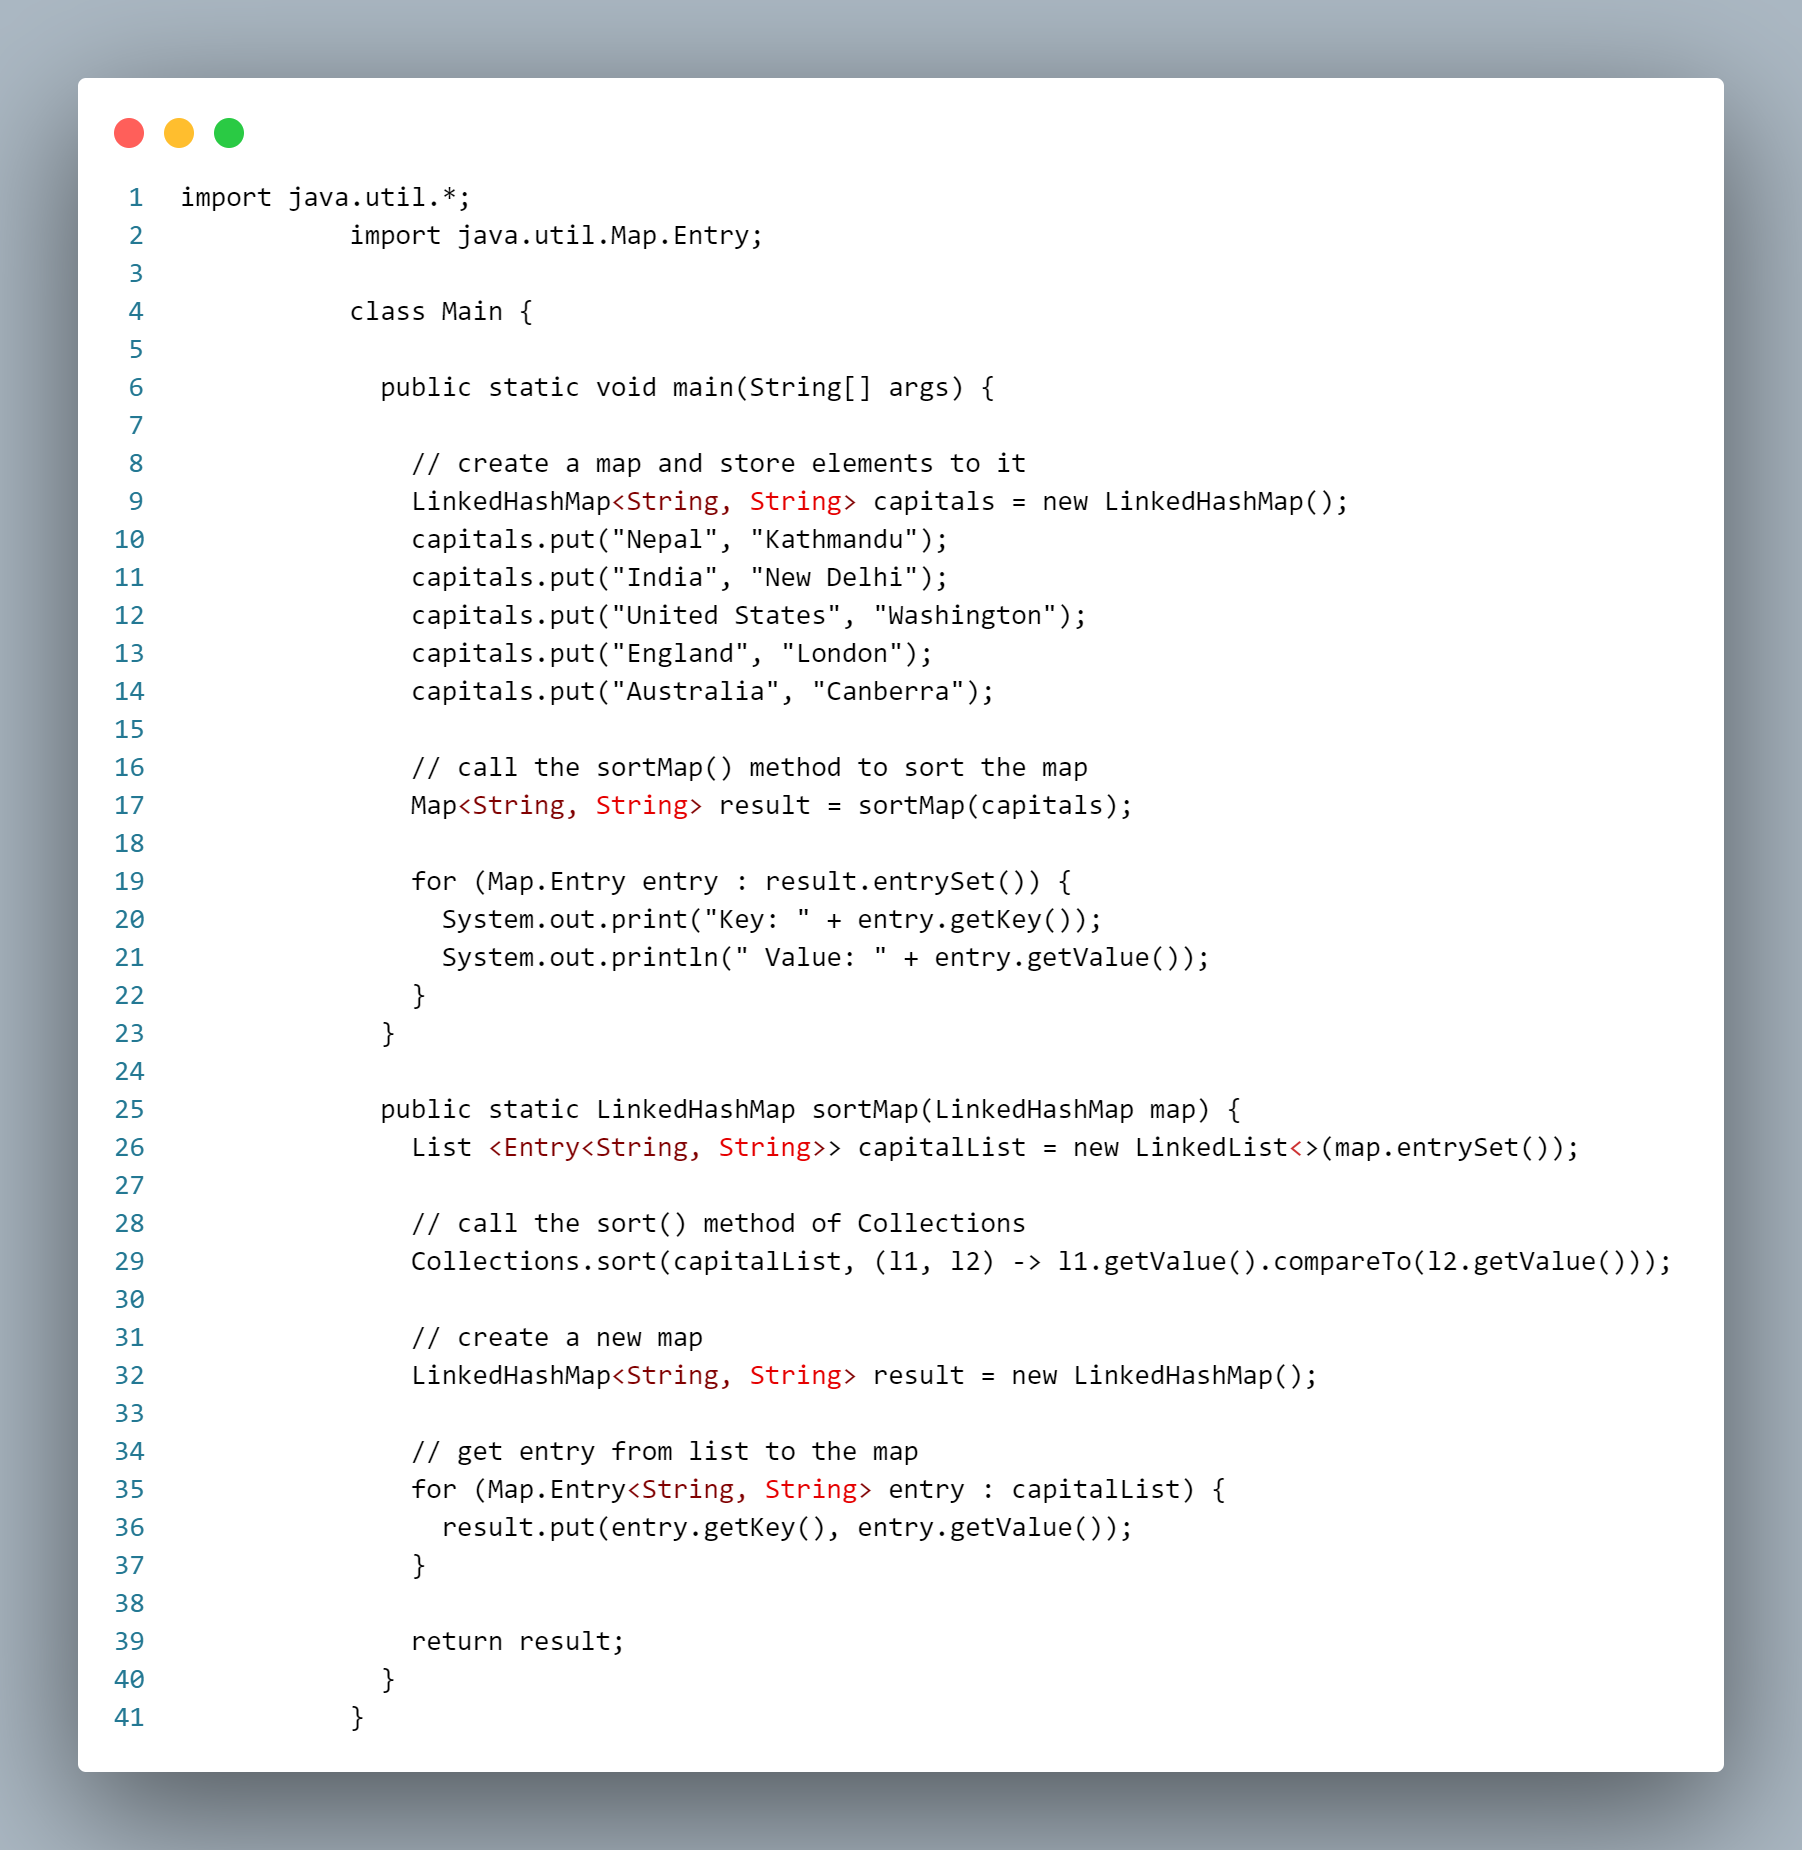 1 import java.util.*;
2 import java.util.Map.Entry;
3
4 class Main {
5
6 public static void main(String[] args) {
7
8 // create a map and store elements to it
9 LinkedHashMap<String, String> capitals = new LinkedHashMap();
10 capitals.put("Nepal", "Kathmandu");
11 capitals.put("India", "New Delhi");
12 capitals.put("United States", "Washington");
13 capitals.put("England", "London");
14 capitals.put("Australia", "Canberra");
15
16 // call the sortMap() method to sort the map
17 Map<String, String> result = sortMap(capitals);
18
19 for (Map.Entry entry : result.entrySet()) {
20 System.out.print("Key: " + entry.getKey());
21 System.out.println(" Value: " + entry.getValue());
22 }
23 }
24
25 public static LinkedHashMap sortMap(LinkedHashMap map) {
26 List <Entry<String, String>> capitalList = new LinkedList<>(map.entrySet());
27
28 // call the sort() method of Collections
29 Collections.sort(capitalList, (l1, l2) -> l1.getValue().compareTo(l2.getValue()));
30
31 // create a new map
32 LinkedHashMap<String, String> result = new LinkedHashMap();
33
34 // get entry from list to the map
35 for (Map.Entry<String, String> entry : capitalList) {
36 result.put(entry.getKey(), entry.getValue());
37 }
38
39 return result;
40 }
41 }